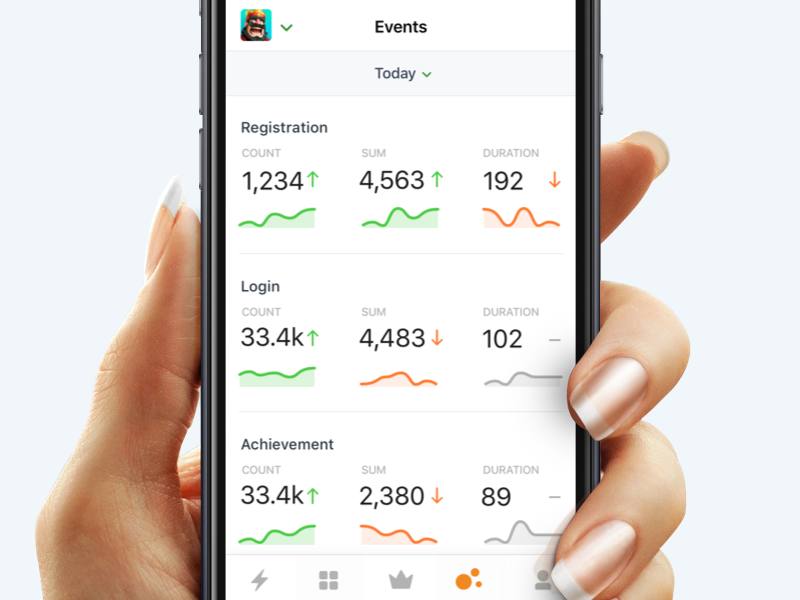 Events
Today
Registration
COUNT SUM DURATION
1,234 4,563 192
Login
COUNT SUM DURATION
33.4k 4,483 102 –
Achievement
COUNT SUM DURATION
33.4k 2,380 89 –